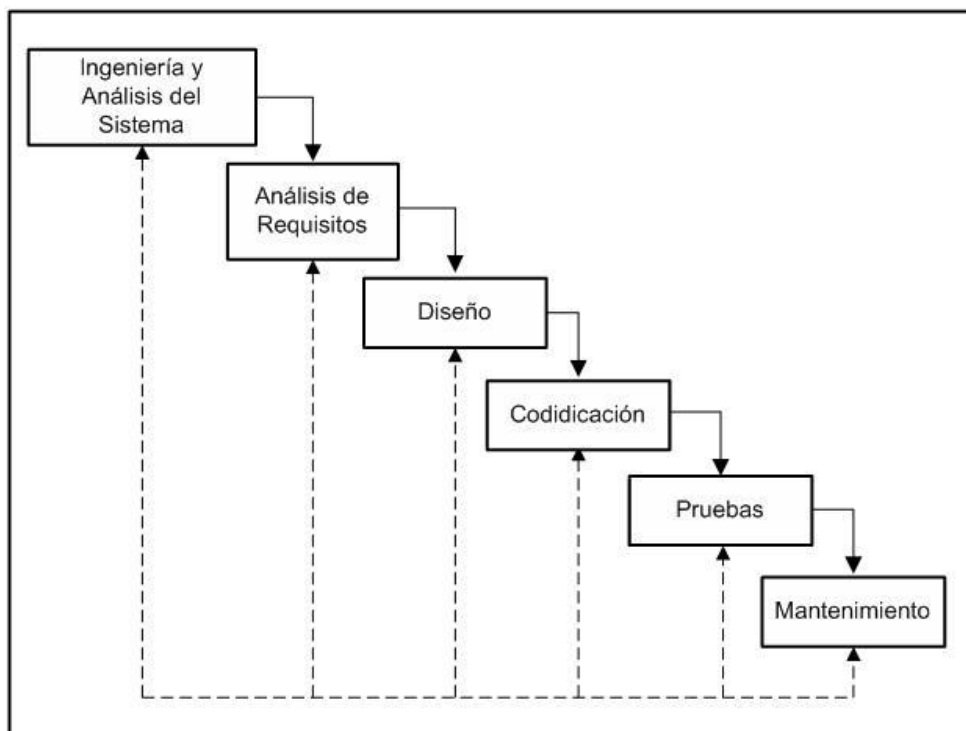 Ingeniería y
Análisis del
Sistema
Análisis de
Requisitos
Diseño
Codidicación
Pruebas
Mantenimiento